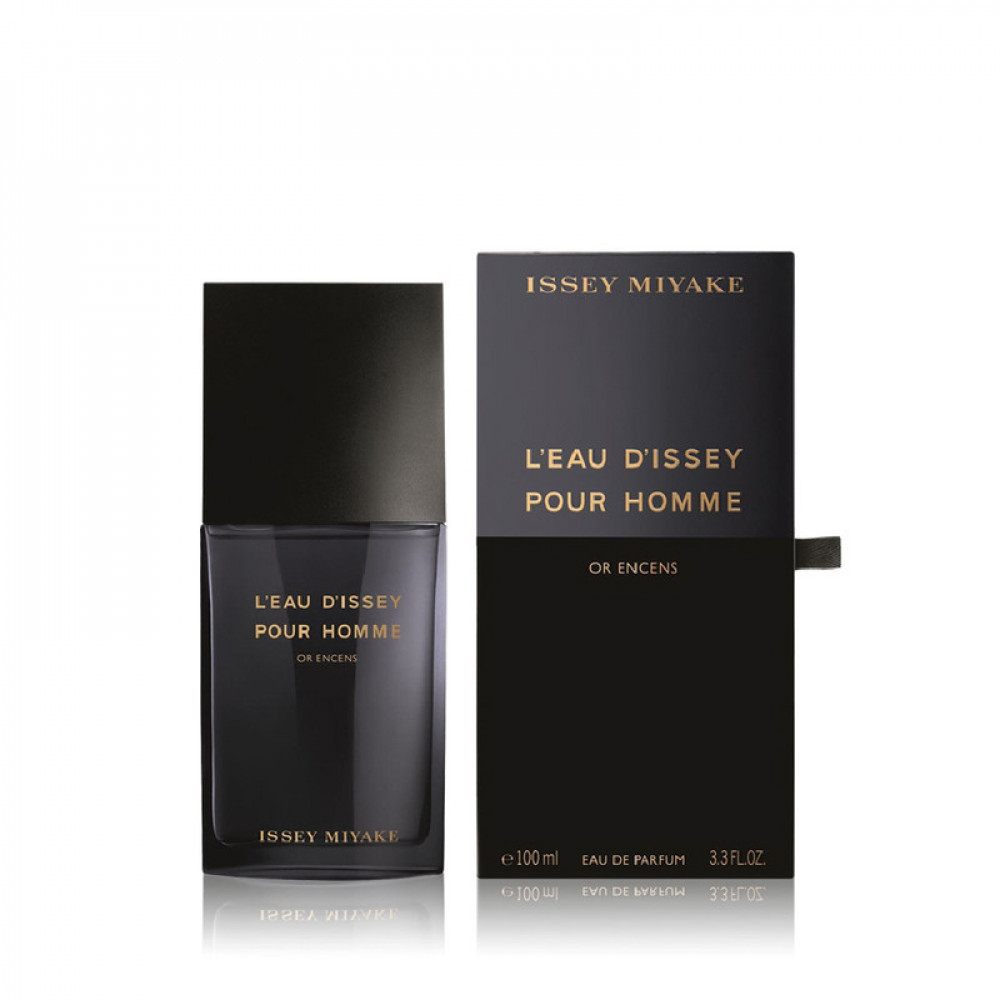 L'EAU D'ISSEY
POUR HOMME
OR ENCENS
ISSEY MIYAKE
ISSEY MIYAKE
L'EAU D'ISSEY
POUR HOMME
OR ENCENS
e 100 ml EAU DE PARFUM 3.3 FL.OZ.